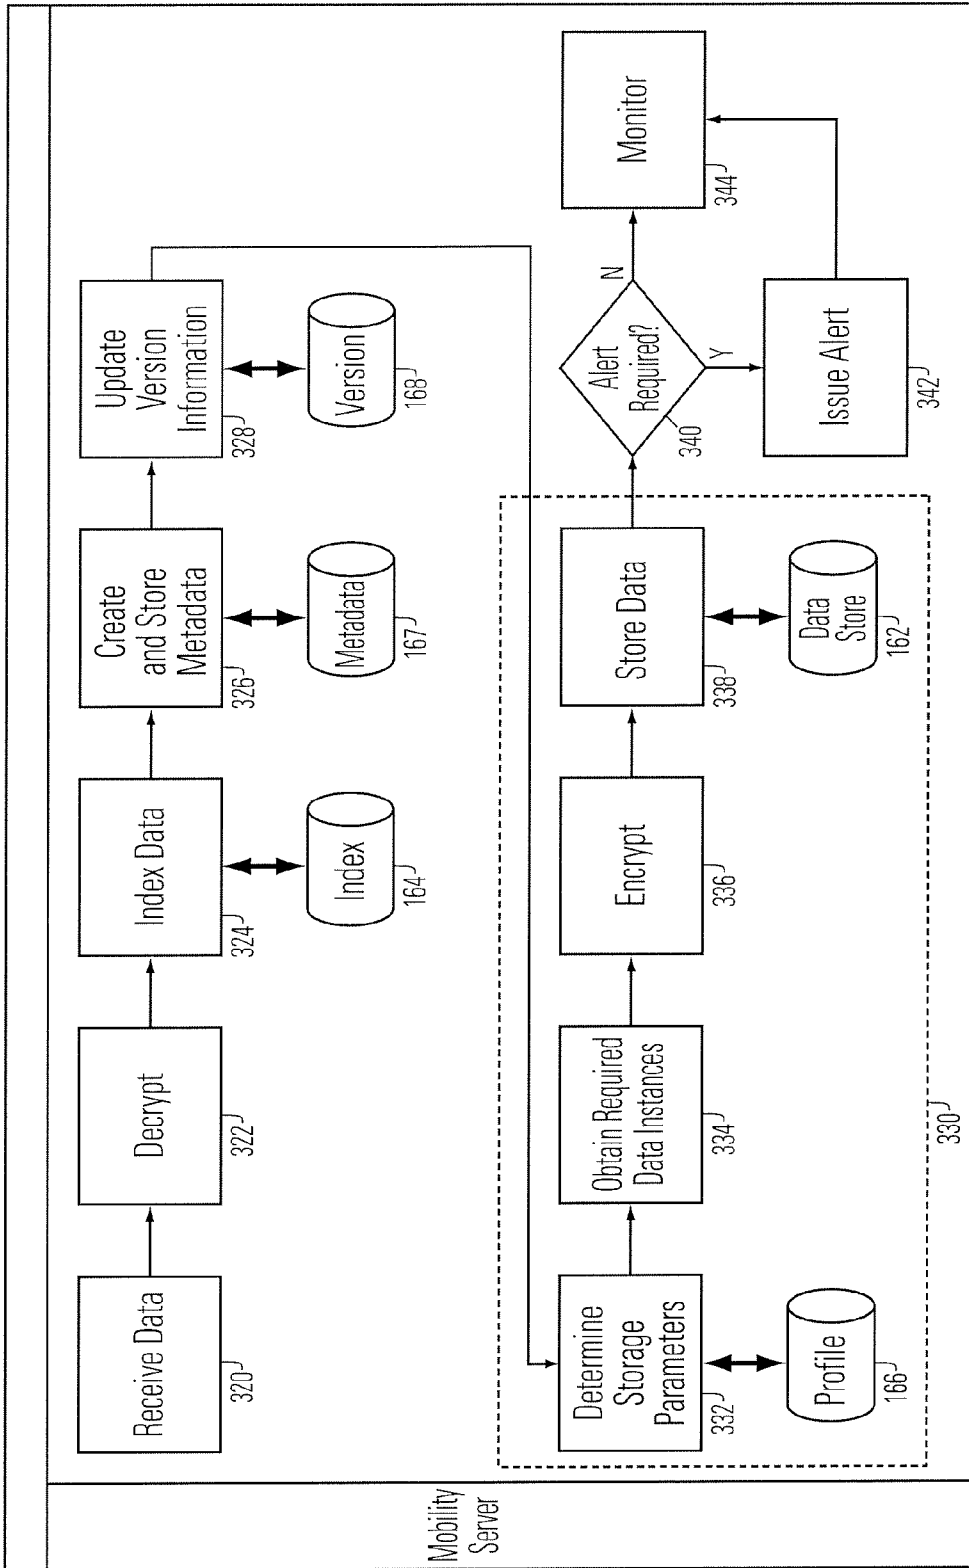 Mobility
Server
Receive Data
320
Decrypt
322
Index Data
324
Index
164
Create
and Store
Metadata
326
Metadata
167
Update
Version
Information
328
Version
168
Determine
Storage
Parameters
332
Profile
166
Obtain Required
Data Instances
334
Encrypt
336
Store Data
338
Data
Store
162
330
Alert
Required?
340
N
Y
Issue Alert
342
Monitor
344